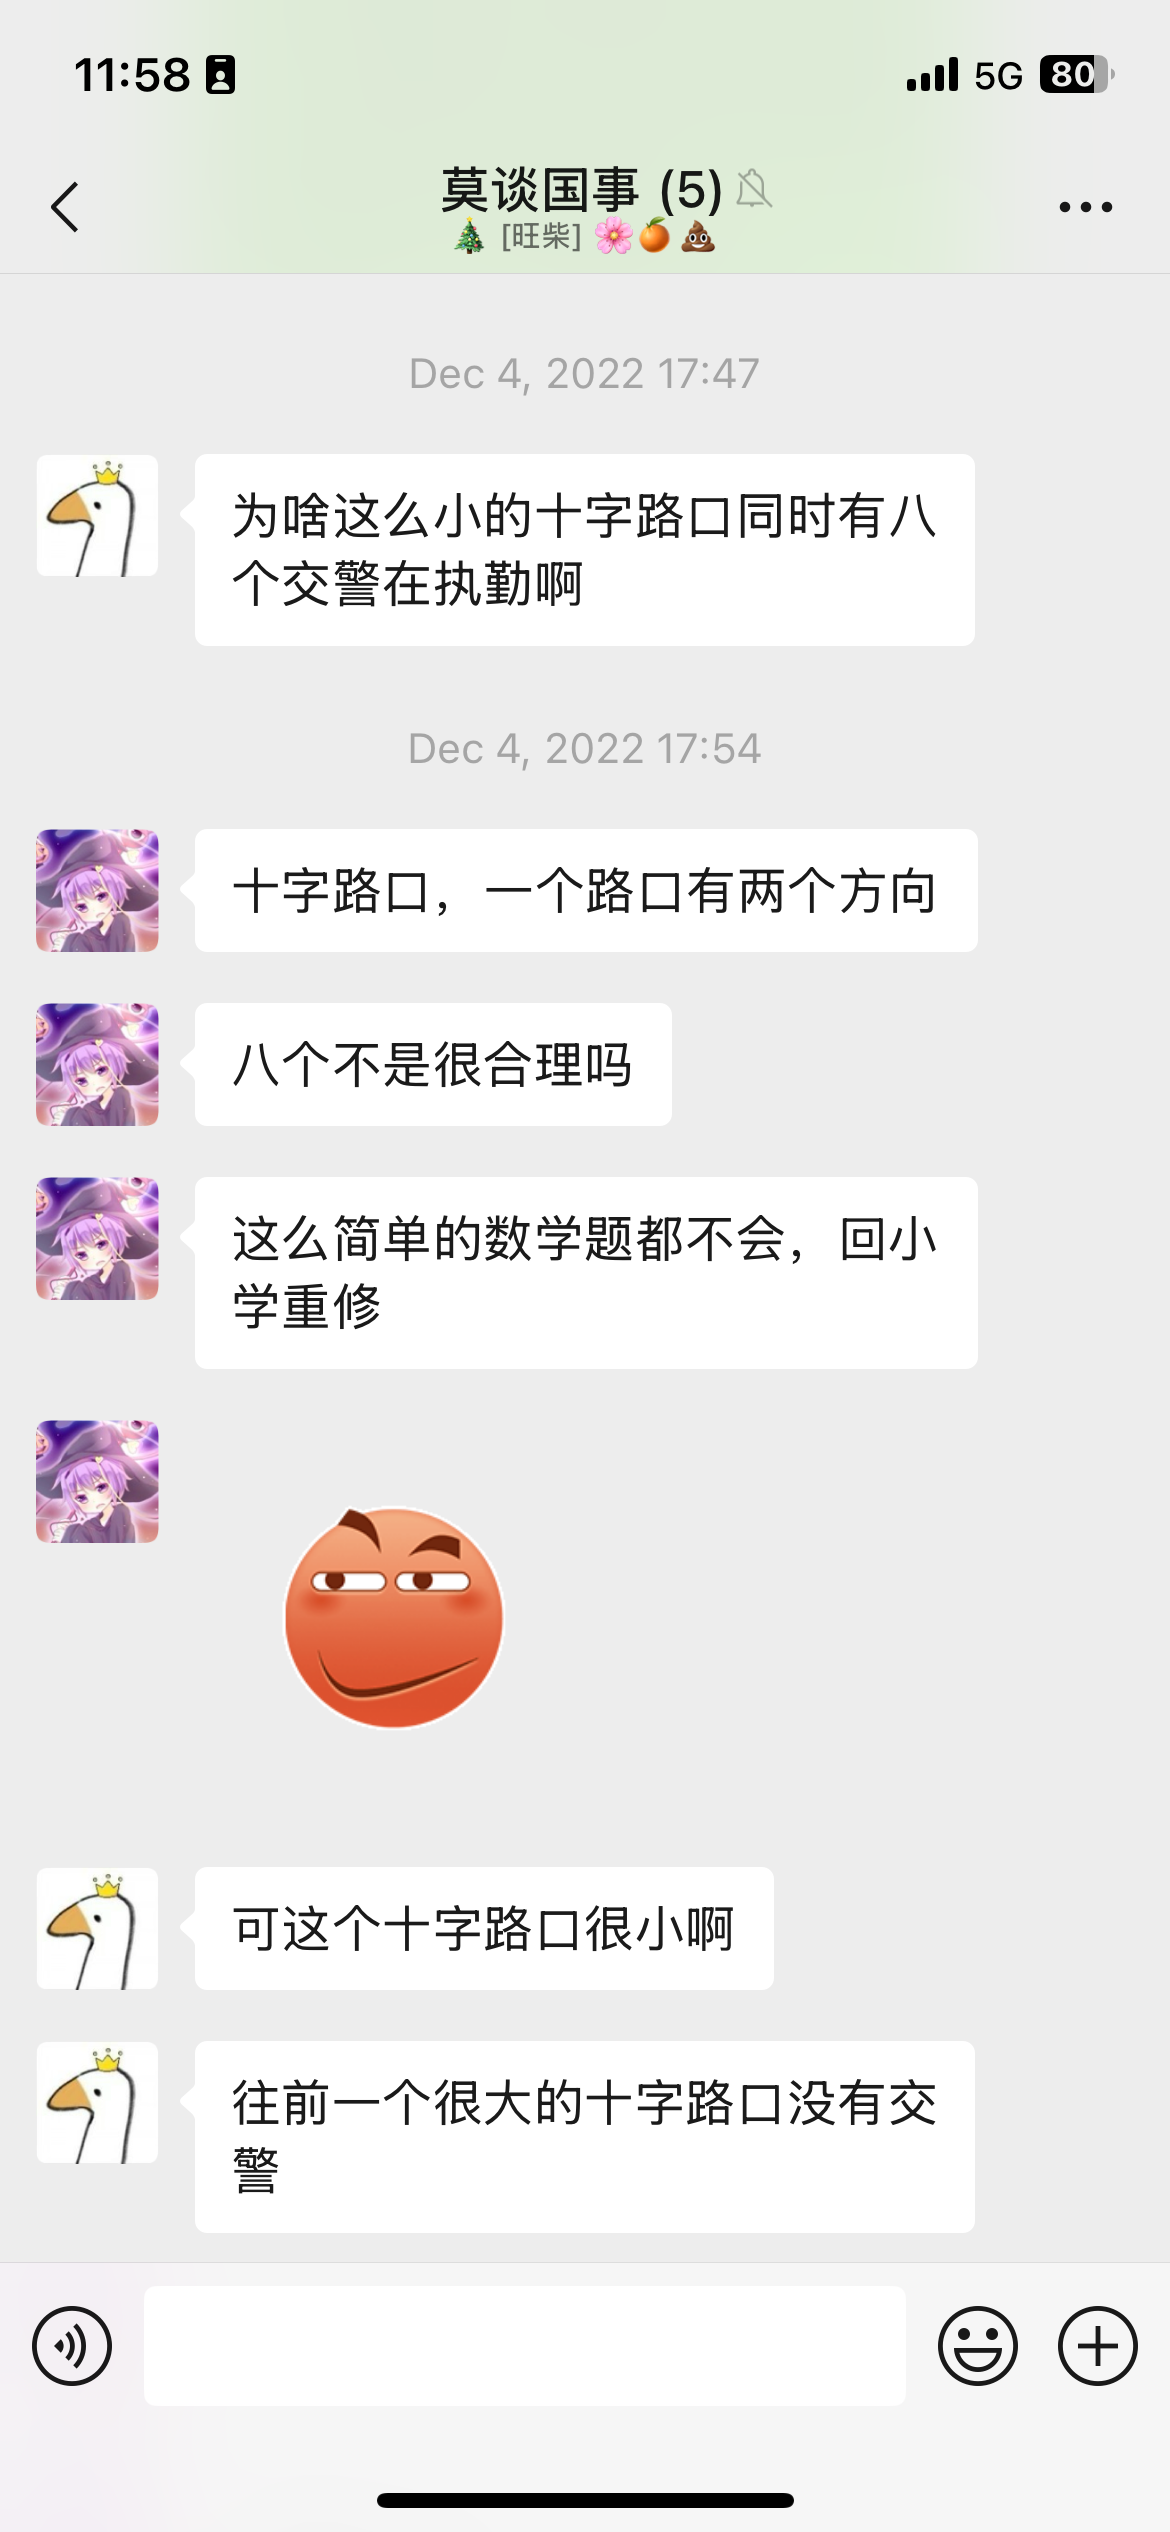 11:58
5G
80
莫谈国事 (5)
[旺柴]
Dec 4, 2022 17:47
为啥这么小的十字路口同时有八
个交警在执勤啊
Dec 4, 2022 17:54
十字路口，一个路口有两个方向
八个不是很合理吗
这么简单的数学题都不会，回小
学重修
可这个十字路口很小啊
往前一个很大的十字路口没有交
警